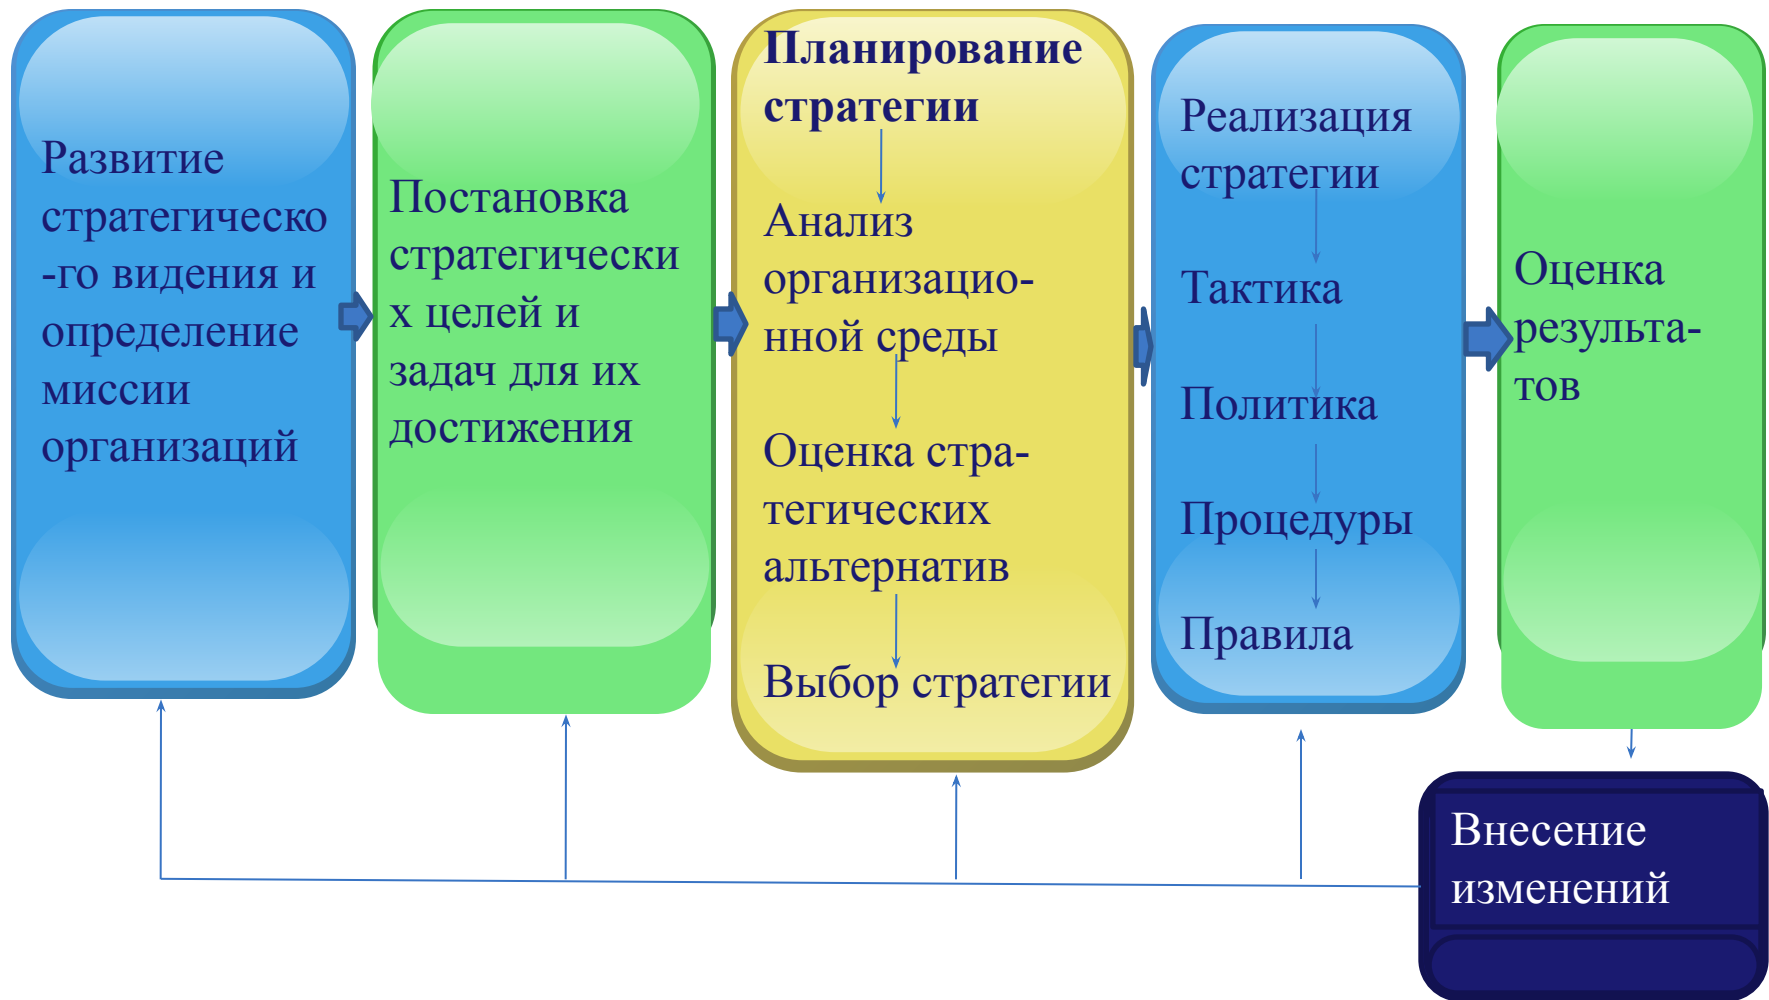 Развитие
стратегическо
-го видения и
определение
миссии
организаций
Постановка
стратегически
х целей и
задач для их
достижения
Планирование
стратегии
Анализ
организацио-
нной среды
Оценка стра-
тегических
альтернатив
Выбор стратегии
Реализация
стратегии
Тактика
Политика
Процедуры
Правила
Оценка
результа-
тов
Внесение
изменений